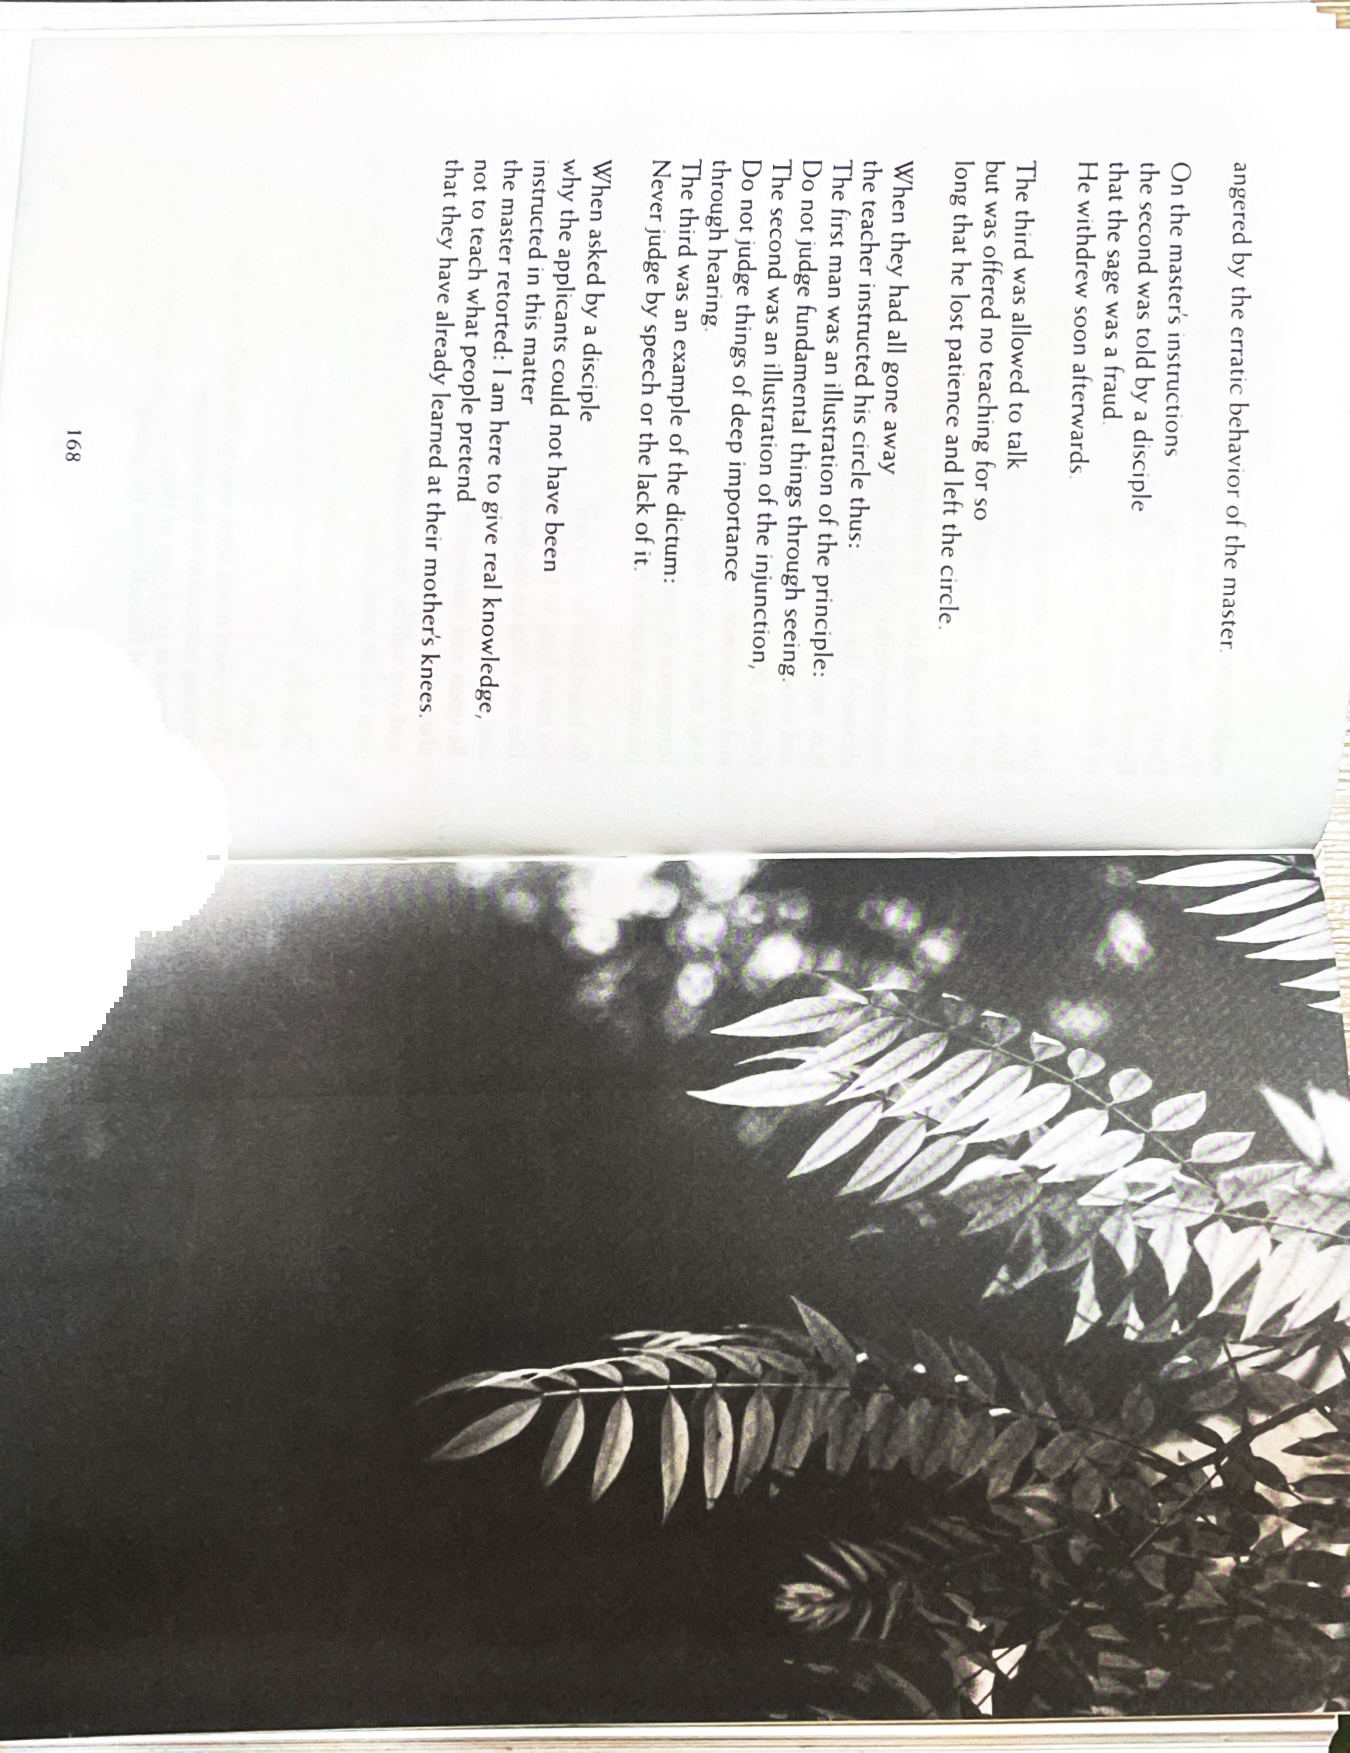 angered by the erratic behavior of the master.
On the master's instructions
the second was told by a disciple
that the sage was a fraud.
He withdrew soon afterwards.
The third was allowed to talk
but was offered no teaching for so
long that he lost patience and left the circle.
When they had all gone away
the teacher instructed his circle thus:
The first man was an illustration of the principle:
Do not judge fundamental things through seeing.
The second was an illustration of the injunction,
Do not judge things of deep importance
through hearing.
The third was an example of the dictum:
Never judge by speech or the lack of it.
When asked by a disciple
why the applicants could not have been
instructed in this matter
the master retorted: I am here to give real knowledge,
not to teach what people pretend
that they have already learned at their mother's knees.
168